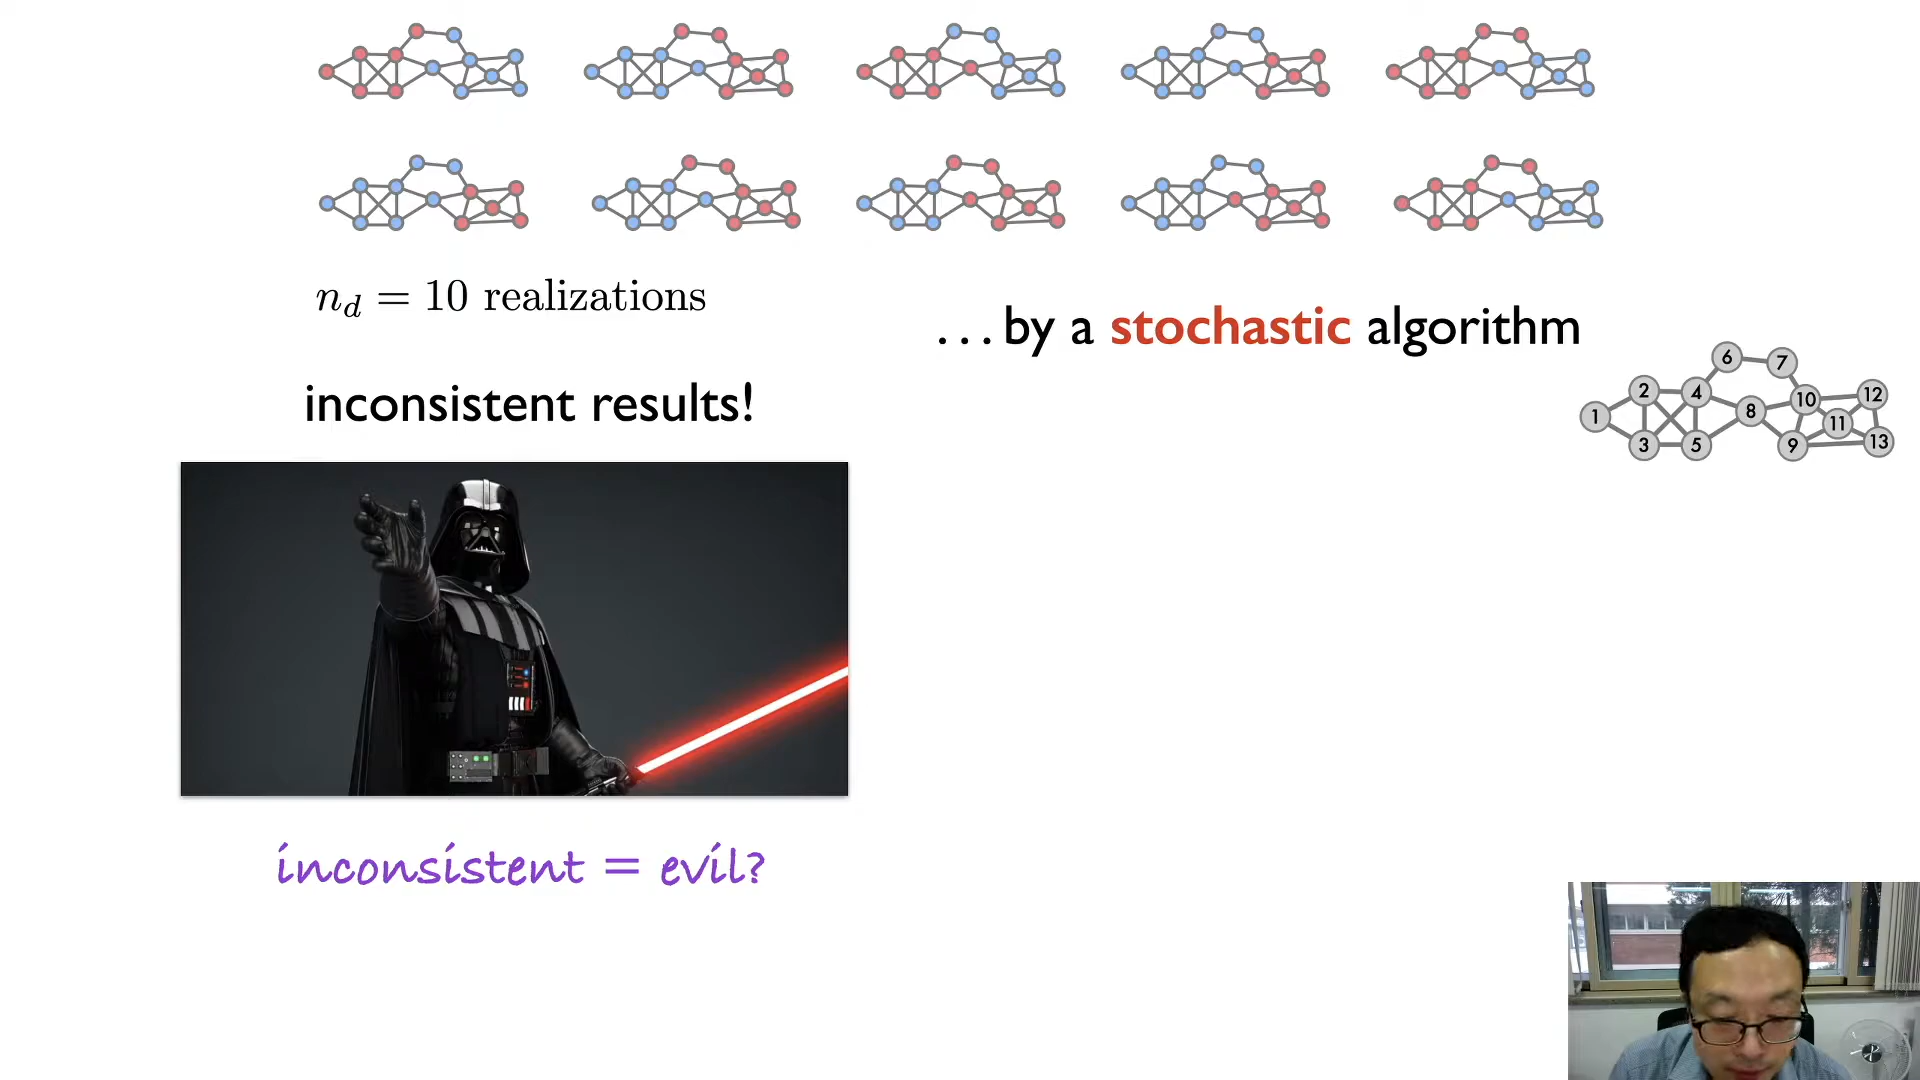 n_d = 10 realizations
...by a stochastic algorithm
inconsistent results!
6 7
2 4 10 12
1 8 11
3 5 9 13
inconsistent = evil?